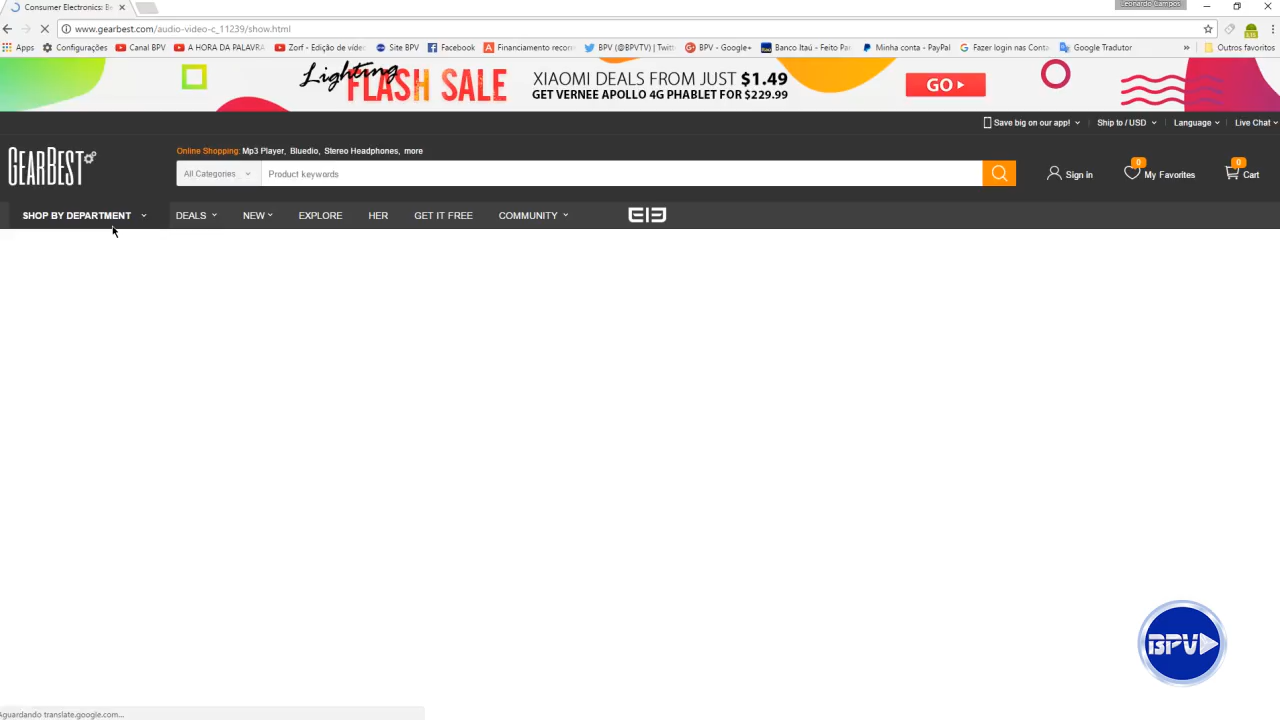 Leonardo Campos
Consumer Electronics: Be
www.gearbest.com/audio-video-c_11239/show.html
Apps Configurações Canal BPV A HORA DA PALAVRA Zorf - Edição de vídeo Site BPV Facebook Financiamento recorr BPV (@BPVTV) | Twitt BPV - Google+ Banco Itaú - Feito Pa Minha conta - PayPal Fazer login nas Conta Google Tradutor » Outros favoritos
Lighting FLASH SALE
XIAOMI DEALS FROM JUST $1.49
GET VERNEE APOLLO 4G PHABLET FOR $229.99
GO
Save big on our app! Ship to / USD Language Live Chat
GEARBEST
Online Shopping: Mp3 Player, Bluedio, Stereo Headphones, more
All Categories Product keywords
Sign in 0 My Favorites 0 Cart
SHOP BY DEPARTMENT DEALS NEW EXPLORE HER GET IT FREE COMMUNITY
BPV
Aguardando translate.google.com...